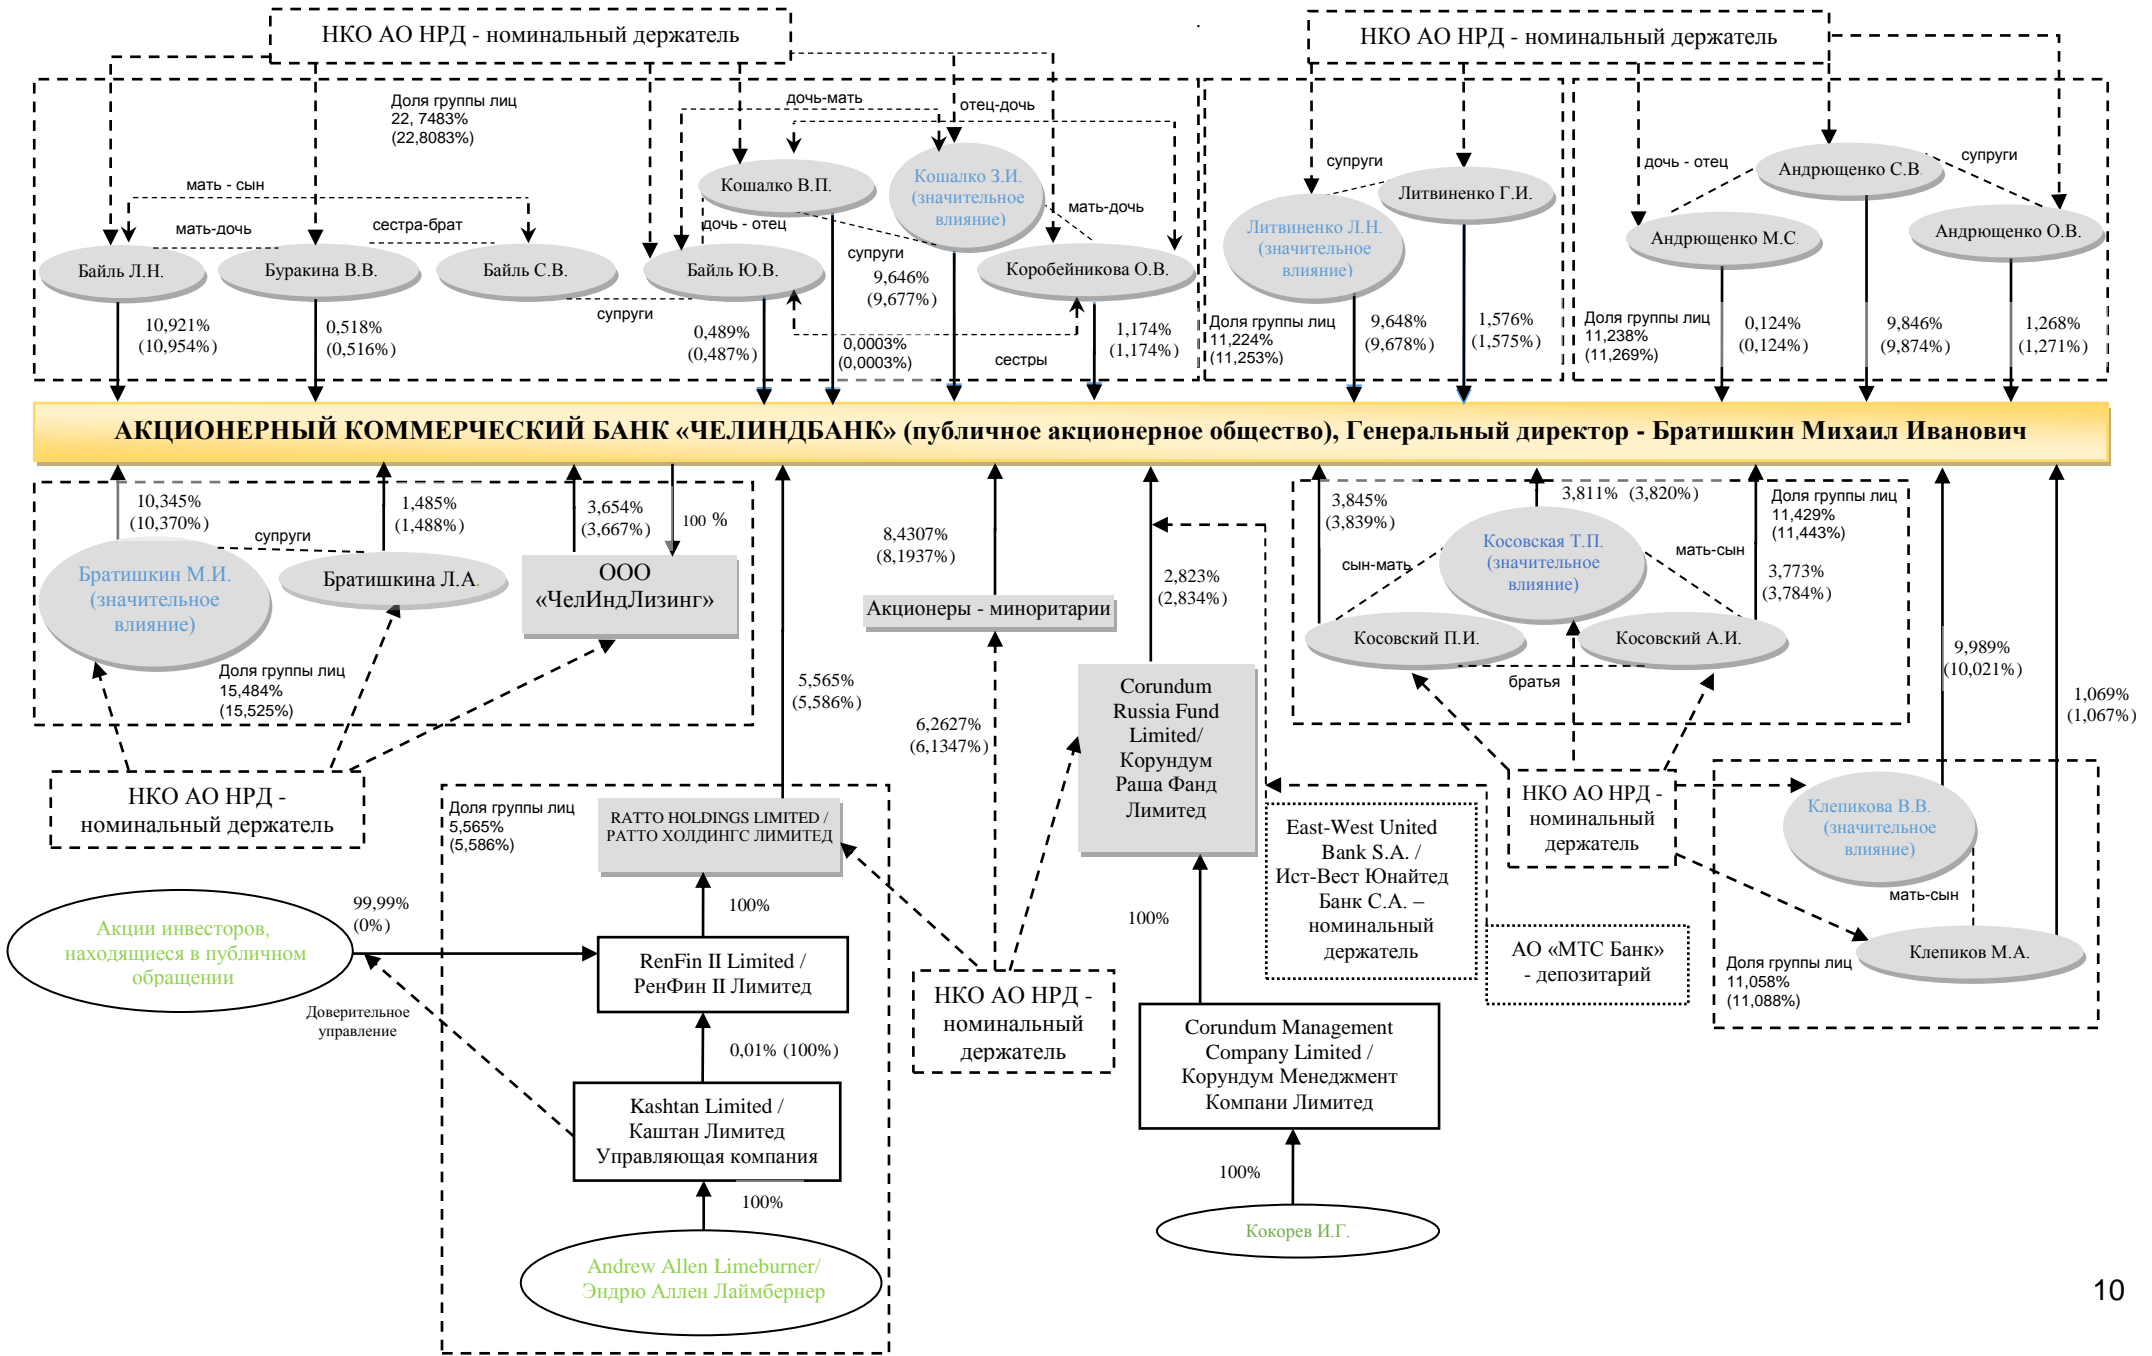 НКО АО НРД - номинальный держатель
НКО АО НРД - номинальный держатель
Доля группы лиц
22, 7483%
(22,8083%)
дочь-мать
отец-дочь
мать - сын
мать-дочь
сестра-брат
дочь - отец
супруги
супруги
мать-дочь
сестры
Кошалко В.П.
Кошалко З.И.
(значительное
влияние)
Байль Л.Н.
Буракина В.В.
Байль С.В.
Байль Ю.В.
Коробейникова О.В.
10,921%
(10,954%)
0,518%
(0,516%)
0,489%
(0,487%)
0,0003%
(0,0003%)
9,646%
(9,677%)
1,174%
(1,174%)
супруги
Литвиненко Л.Н.
(значительное
влияние)
Литвиненко Г.И.
Доля группы лиц
11,224%
(11,253%)
9,648%
(9,678%)
1,576%
(1,575%)
дочь - отец
супруги
Андрющенко С.В.
Андрющенко М.С.
Андрющенко О.В.
Доля группы лиц
11,238%
(11,269%)
0,124%
(0,124%)
9,846%
(9,874%)
1,268%
(1,271%)
АКЦИОНЕРНЫЙ КОММЕРЧЕСКИЙ БАНК «ЧЕЛИНДБАНК» (публичное акционерное общество), Генеральный директор - Братишкин Михаил Иванович
10,345%
(10,370%)
1,485%
(1,488%)
3,654%
(3,667%)
100 %
супруги
Братишкин М.И.
(значительное
влияние)
Братишкина Л.А.
ООО
«ЧелИндЛизинг»
Доля группы лиц
15,484%
(15,525%)
НКО АО НРД -
номинальный держатель
5,565%
(5,586%)
8,4307%
(8,1937%)
Акционеры - миноритарии
6,2627%
(6,1347%)
2,823%
(2,834%)
Corundum
Russia Fund
Limited/
Корундум
Раша Фанд
Лимитед
3,845%
(3,839%)
3,811% (3,820%)
Доля группы лиц
11,429%
(11,443%)
Косовская Т.П.
(значительное
влияние)
сын-мать
мать-сын
3,773%
(3,784%)
Косовский П.И.
Косовский А.И.
братья
9,989%
(10,021%)
1,069%
(1,067%)
НКО АО НРД -
номинальный
держатель
Клепикова В.В.
(значительное
влияние)
мать-сын
Клепиков М.А.
Доля группы лиц
11,058%
(11,088%)
Доля группы лиц
5,565%
(5,586%)
RATTO HOLDINGS LIMITED /
РАТТО ХОЛДИНГС ЛИМИТЕД
100%
Акции инвесторов,
находящиеся в публичном
обращении
99,99%
(0%)
Доверительное
управление
RenFin II Limited /
РенФин II Лимитед
0,01% (100%)
Kashtan Limited /
Каштан Лимитед
Управляющая компания
100%
Andrew Allen Limeburner/
Эндрю Аллен Лаймбернер
НКО АО НРД -
номинальный
держатель
100%
East-West United
Bank S.A. /
Ист-Вест Юнайтед
Банк С.А. –
номинальный
держатель
АО «МТС Банк»
- депозитарий
Corundum Management
Company Limited /
Корундум Менеджмент
Компани Лимитед
100%
Кокорев И.Г.
10